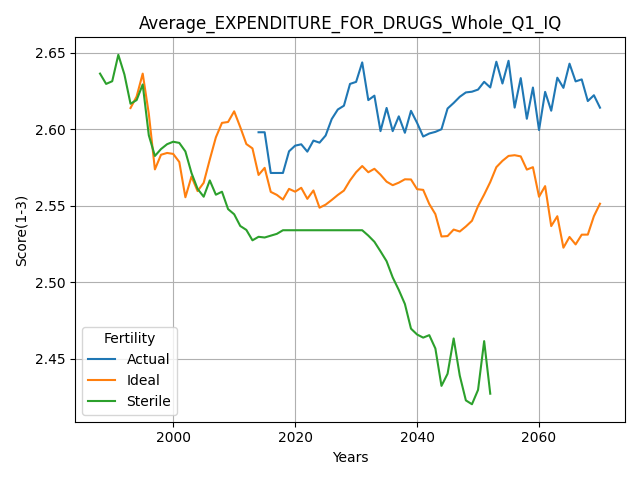 Average_EXPENDITURE_FOR_DRUGS_Whole_Q1_IQ
2.65
2.60
2.55
2.50
2.45
Score(1-3)
Fertility
Actual
Ideal
Sterile
2000 2020 2040 2060
Years